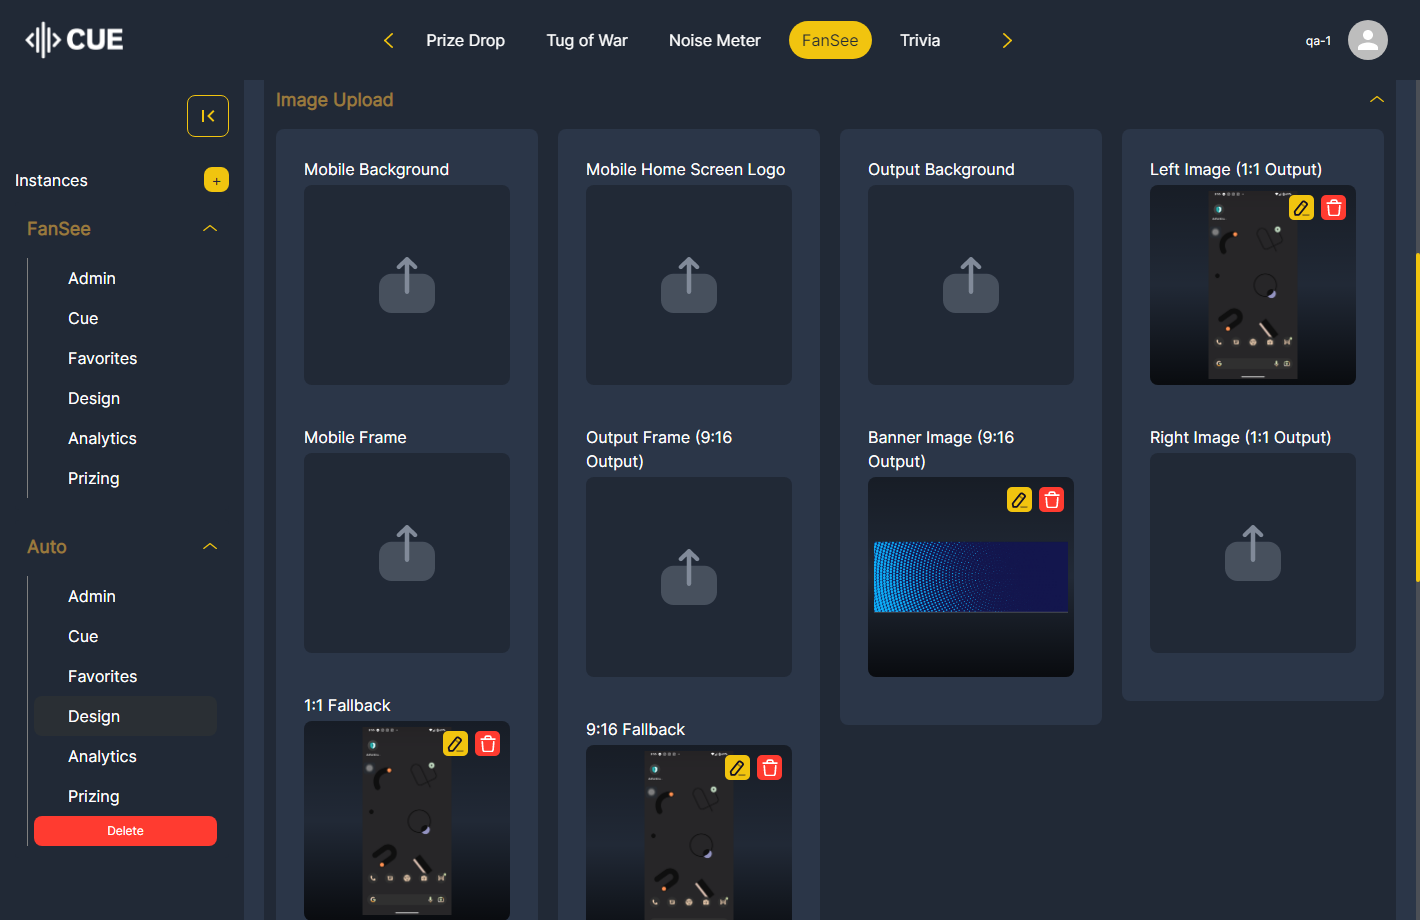 CUE
Prize Drop
Tug of War
Noise Meter
FanSee
Trivia
qa-1
Instances
+
FanSee
Admin
Cue
Favorites
Design
Analytics
Prizing
Auto
Admin
Cue
Favorites
Design
Analytics
Prizing
Delete
Image Upload
Mobile Background
Mobile Home Screen Logo
Output Background
Left Image (1:1 Output)
Mobile Frame
Output Frame (9:16
Output)
Banner Image (9:16
Output)
Right Image (1:1 Output)
1:1 Fallback
9:16 Fallback